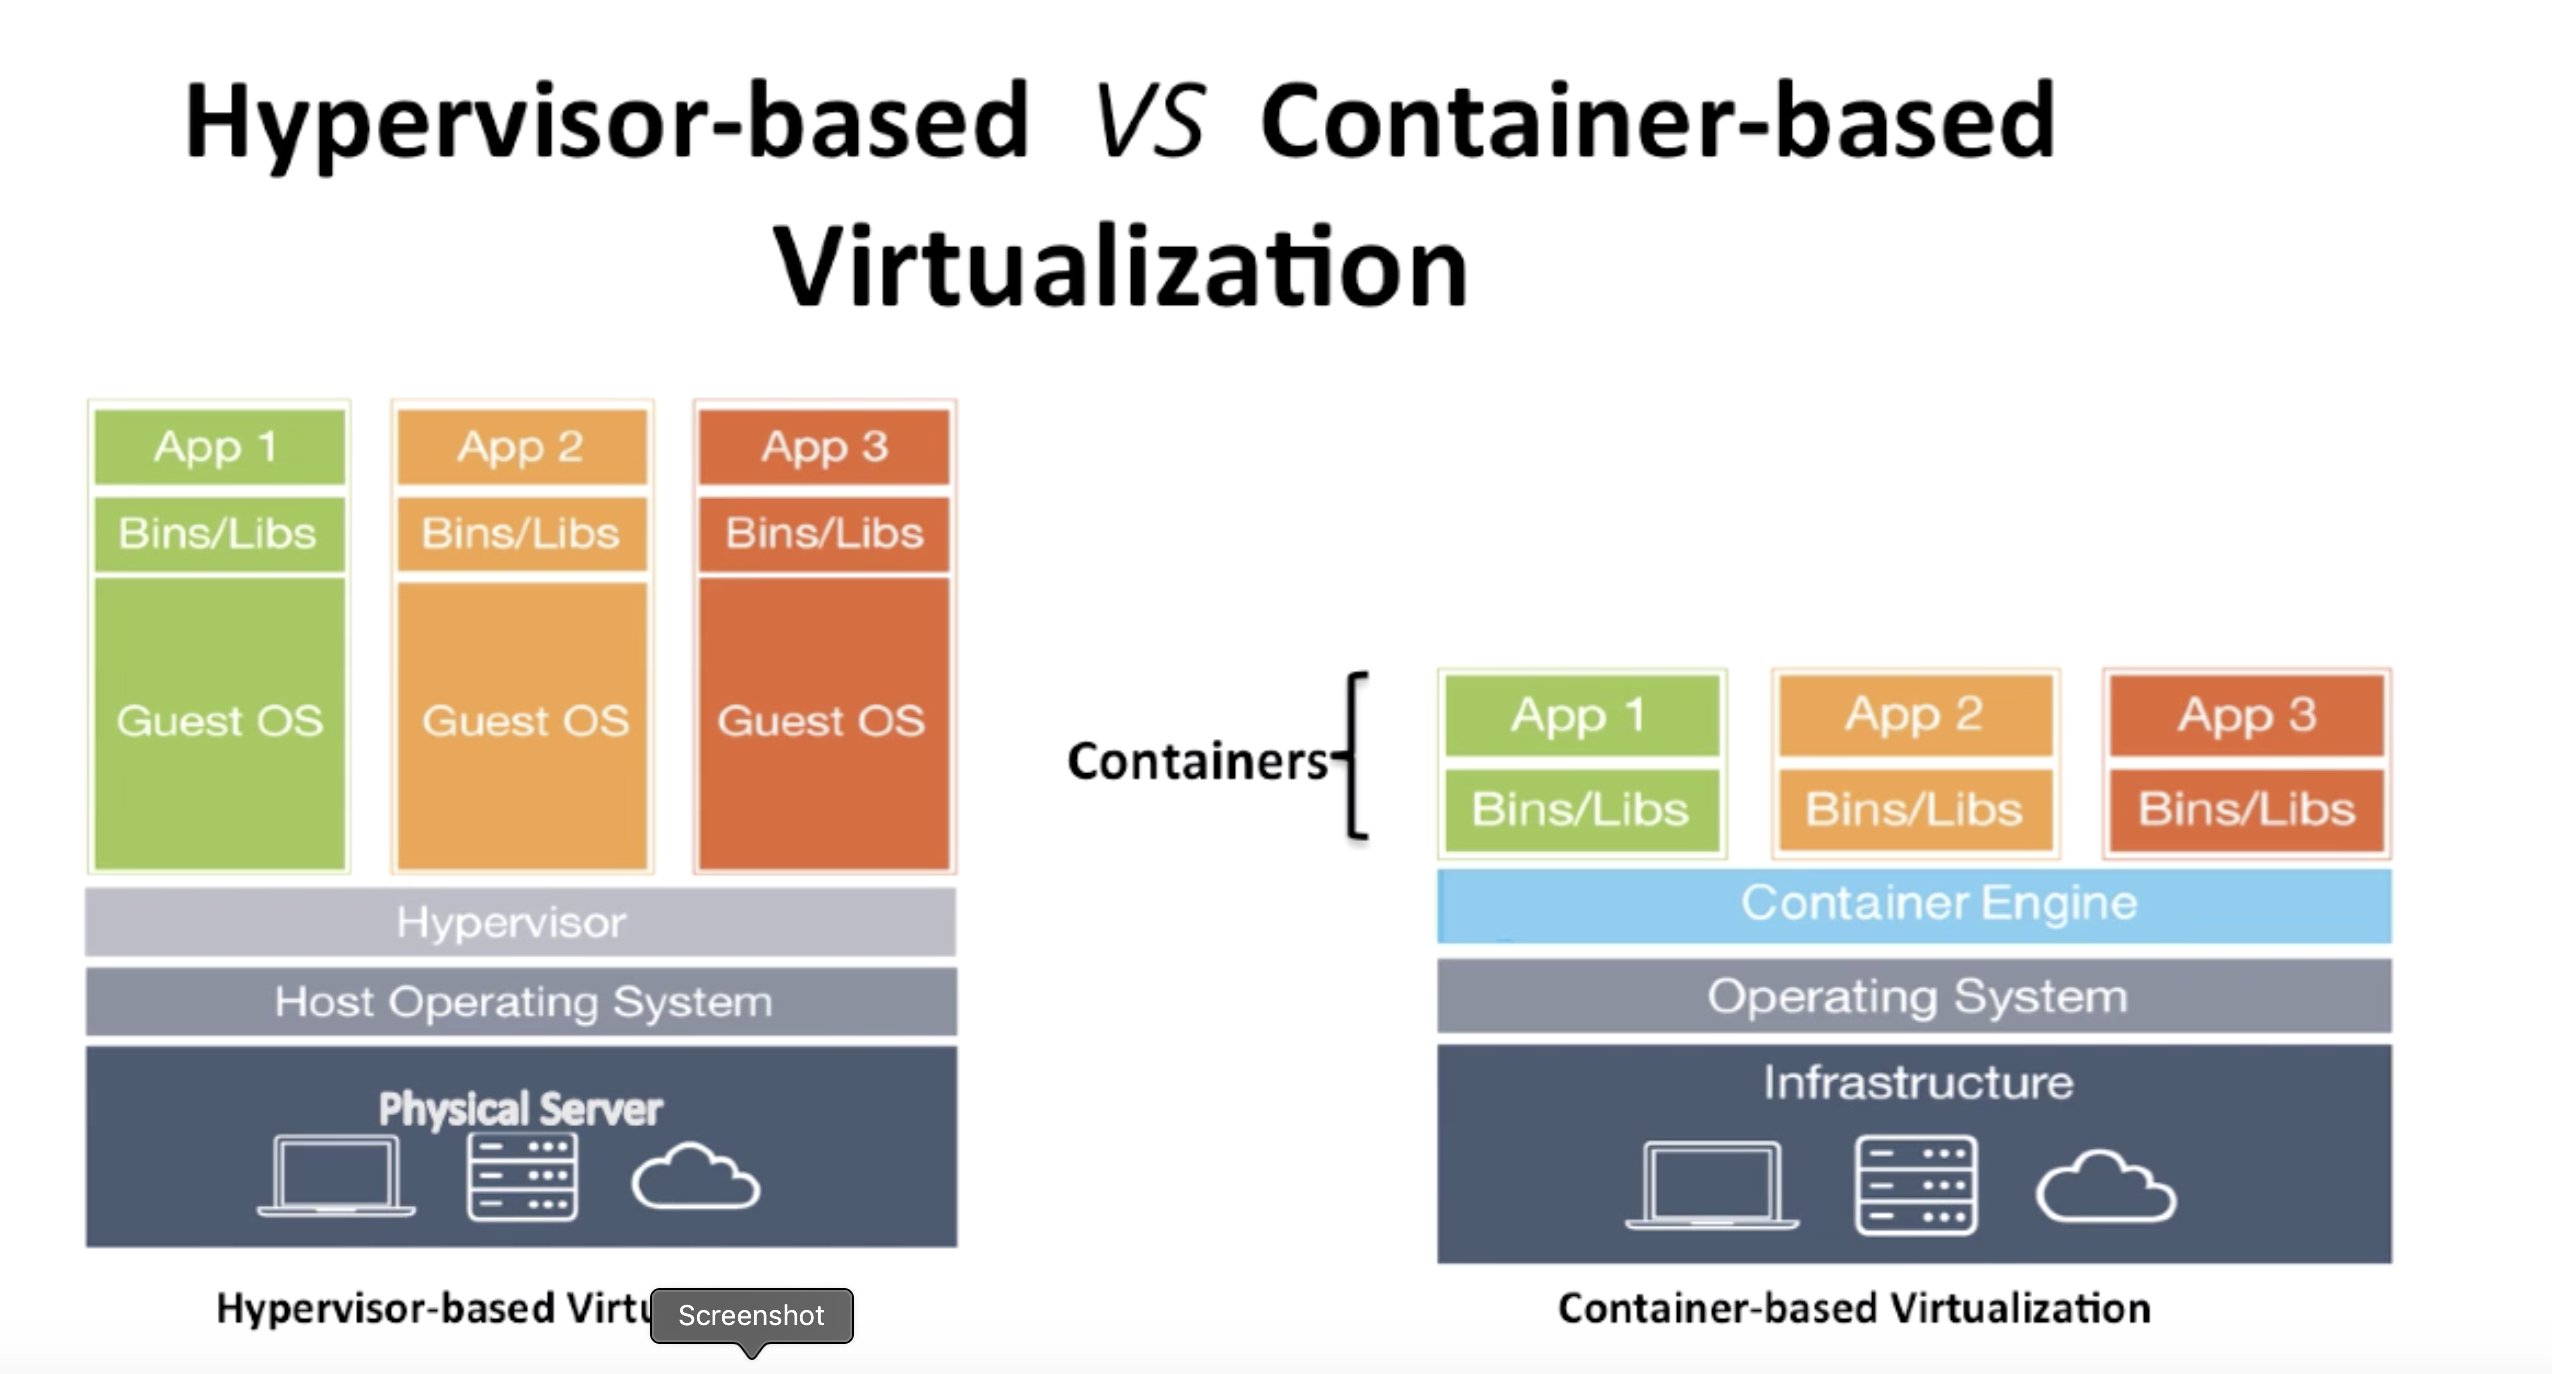 Hypervisor-based VS Container-based
Virtualization
App 1
Bins/Libs
Guest OS
App 2
Bins/Libs
Guest OS
App 3
Bins/Libs
Guest OS
Hypervisor
Host Operating System
Physical Server
Hypervisor-based
Screenshot
Containers
App 1
Bins/Libs
App 2
Bins/Libs
App 3
Bins/Libs
Container Engine
Operating System
Infrastructure
Container-based Virtualization